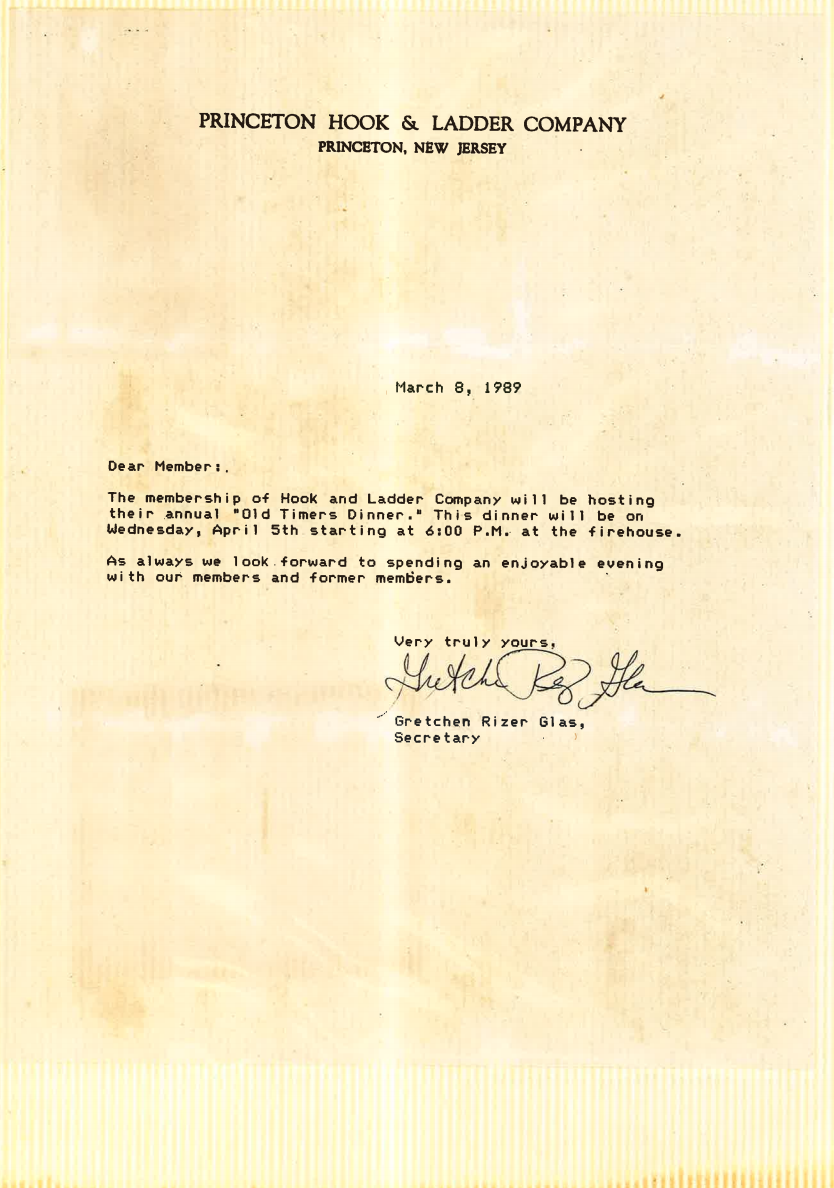 PRINCETON HOOK & LADDER COMPANY
PRINCETON, NEW JERSEY
March 8, 1989
Dear Member:.
The membership of Hook and Ladder Company will be hosting
their annual "Old Timers Dinner." This dinner will be on
Wednesday, April 5th starting at 6:00 P.M. at the firehouse.
As always we look forward to spending an enjoyable evening
with our members and former members.
Very truly yours,
Gretchen Rizer Glas,
Secretary